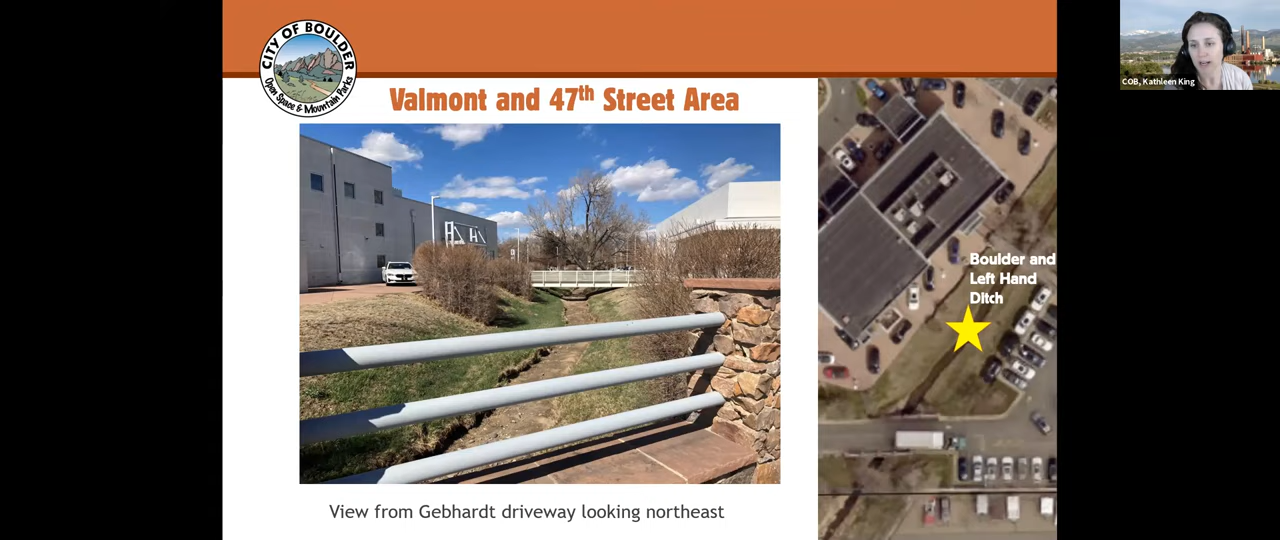 CITY OF BOULDER
Open Space & Mountain Parks
Valmont and 47th Street Area
Boulder and
Left Hand
Ditch
View from Gebhardt driveway looking northeast
COB, Kathleen King